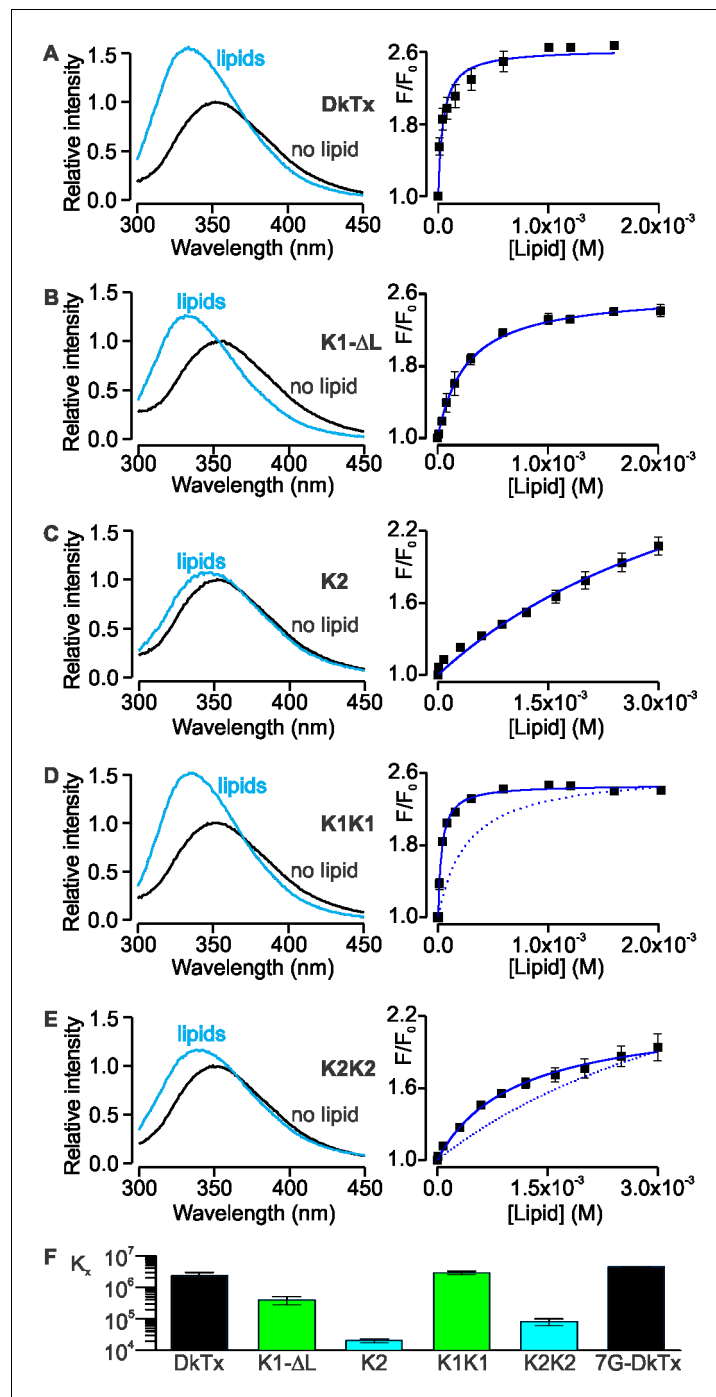 A
Relative intensity
1.5
1.0
0.5
0.0
lipids
DkTx
no lipid
300 350 400 450
Wavelength (nm)
F/F0
2.6
1.8
1.0
0.0 1.0x10-3
[Lipid] (M)
B
Relative intensity
1.5
1.0
0.5
0.0
lipids
K1-ΔL
no lipid
300 350 400 450
Wavelength (nm)
F/F0
2.6
1.8
1.0
0.0 1.0x10-3 2.0x10-3
[Lipid] (M)
C
Relative intensity
1.5
1.0
0.5
0.0
lipids
K2
no lipid
300 350 400 450
Wavelength (nm)
F/F0
2.2
1.6
1.0
0.0 1.5x10-3 3.0x10-3
[Lipid] (M)
D
Relative intensity
1.5
1.0
0.5
0.0
lipids
K1K1
no lipid
300 350 400 450
Wavelength (nm)
F/F0
2.6
1.8
1.0
0.0 1.0x10-3 2.0x10-3
[Lipid] (M)
E
Relative intensity
1.5
1.0
0.5
0.0
lipids
K2K2
no lipid
300 350 400 450
Wavelength (nm)
F/F0
2.2
1.6
1.0
0.0 1.5x10-3 3.0x10-3
[Lipid] (M)
F
Kx
10^7
10^6
10^5
10^4
DkTx K1-ΔL K2 K1K1 K2K2 7G-DkTx